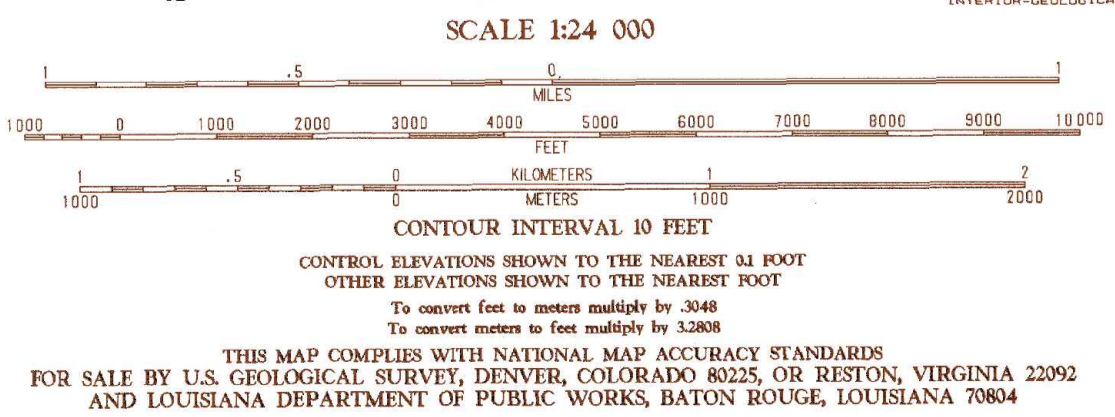 INTERIOR-GEOLOGICA
SCALE 1:24 000
1 .5 0 1
MILES
1000 0 1000 2000 3000 4000 5000 6000 7000 8000 9000 10000
FEET
1 .5 0 KILOMETERS 1 2
1000 0 METERS 1000 2000
CONTOUR INTERVAL 10 FEET
CONTROL ELEVATIONS SHOWN TO THE NEAREST 0.1 FOOT
OTHER ELEVATIONS SHOWN TO THE NEAREST FOOT
To convert feet to meters multiply by .3048
To convert meters to feet multiply by 3.2808
THIS MAP COMPLIES WITH NATIONAL MAP ACCURACY STANDARDS
FOR SALE BY U.S. GEOLOGICAL SURVEY, DENVER, COLORADO 80225, OR RESTON, VIRGINIA 22092
AND LOUISIANA DEPARTMENT OF PUBLIC WORKS, BATON ROUGE, LOUISIANA 70804